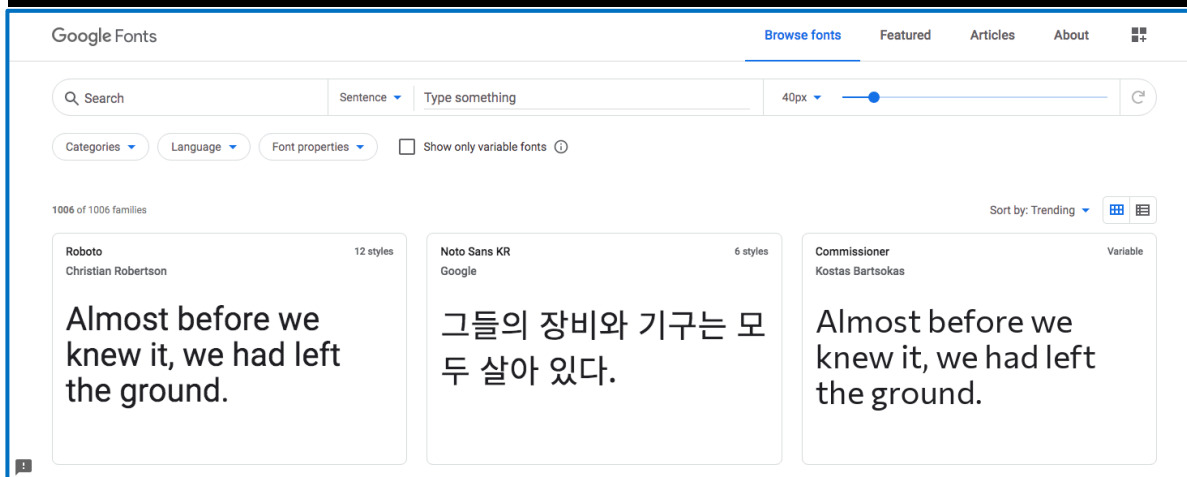 Google Fonts
Browse fonts
Featured
Articles
About
Search
Sentence
Type something
40px
Categories
Language
Font properties
Show only variable fonts
1006 of 1006 families
Sort by: Trending
Roboto
12 styles
Christian Robertson
Almost before we
knew it, we had left
the ground.
Noto Sans KR
6 styles
Google
그들의 장비와 기구는 모
두 살아 있다.
Commissioner
Variable
Kostas Bartsokas
Almost before we
knew it, we had left
the ground.